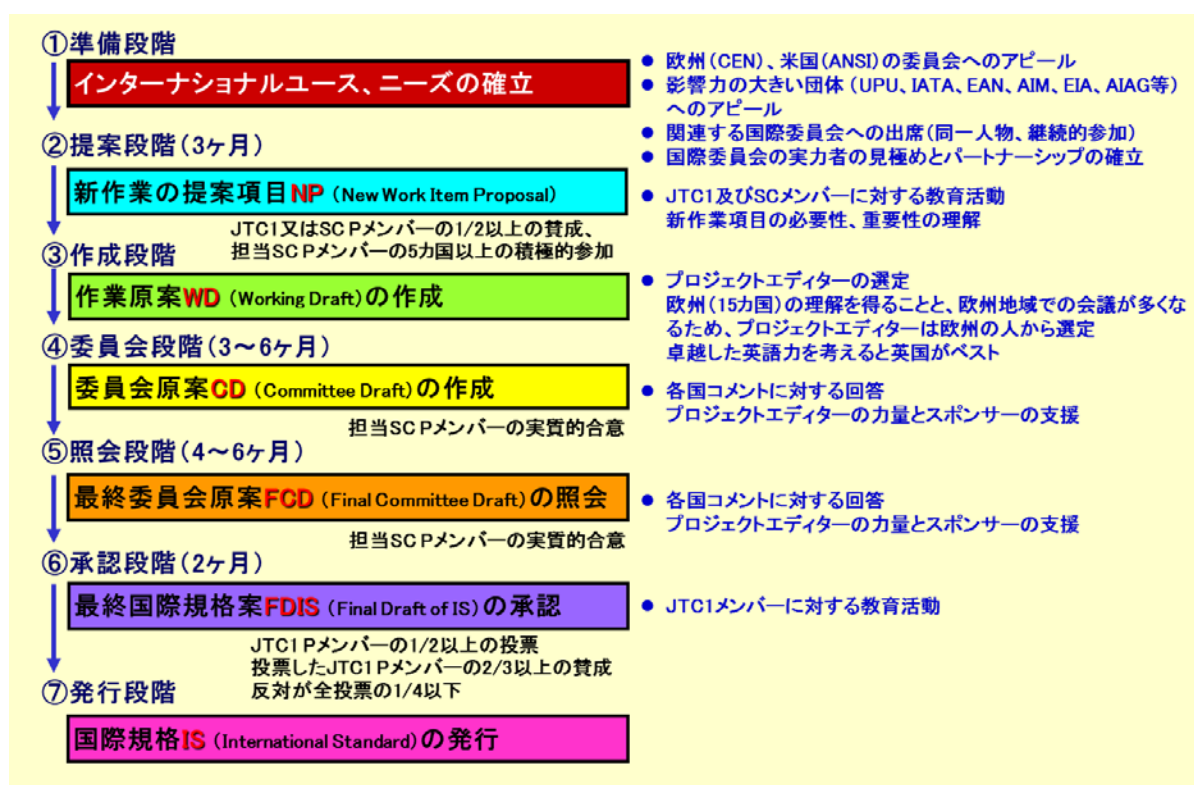 ①準備段階
インターナショナルユース、ニーズの確立
● 欧州(CEN)、米国(ANSI)の委員会へのアピール
● 影響力の大きい団体(UPU、IATA、EAN、AIM、EIA、AIAG等)
へのアピール
● 関連する国際委員会への出席(同一人物、継続的参加)
● 国際委員会の実力者の見極めとパートナーシップの確立
②提案段階(3ヶ月)
新作業の提案項目NP (New Work Item Proposal)
JTC1又はSC Pメンバーの1/2以上の賛成、
担当SC Pメンバーの5カ国以上の積極的参加
● JTC1及びSCメンバーに対する教育活動
新作業項目の必要性、重要性の理解
③作成段階
作業原案WD (Working Draft)の作成
● プロジェクトエディターの選定
欧州(15カ国)の理解を得ることと、欧州地域での会議が多くな
るため、プロジェクトエディターは欧州の人から選定
卓越した英語力を考えると英国がベスト
④委員会段階(3~6ヶ月)
委員会原案CD (Committee Draft)の作成
担当SC Pメンバーの実質的合意
● 各国コメントに対する回答
プロジェクトエディターの力量とスポンサーの支援
⑤照会段階(4~6ヶ月)
最終委員会原案FCD (Final Committee Draft)の照会
担当SC Pメンバーの実質的合意
● 各国コメントに対する回答
プロジェクトエディターの力量とスポンサーの支援
⑥承認段階(2ヶ月)
最終国際規格案FDIS (Final Draft of IS)の承認
JTC1 Pメンバーの1/2以上の投票
投票したJTC1 Pメンバーの2/3以上の賛成
反対が全投票の1/4以下
● JTC1メンバーに対する教育活動
⑦発行段階
国際規格IS (International Standard)の発行